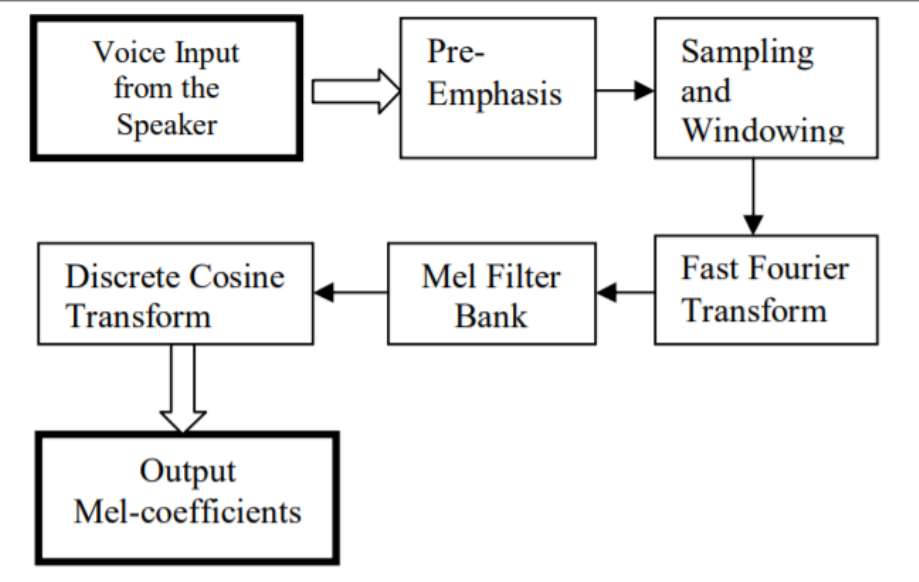 Voice Input
from the
Speaker
Pre-
Emphasis
Sampling
and
Windowing
Fast Fourier
Transform
Mel Filter
Bank
Discrete Cosine
Transform
Output
Mel-coefficients